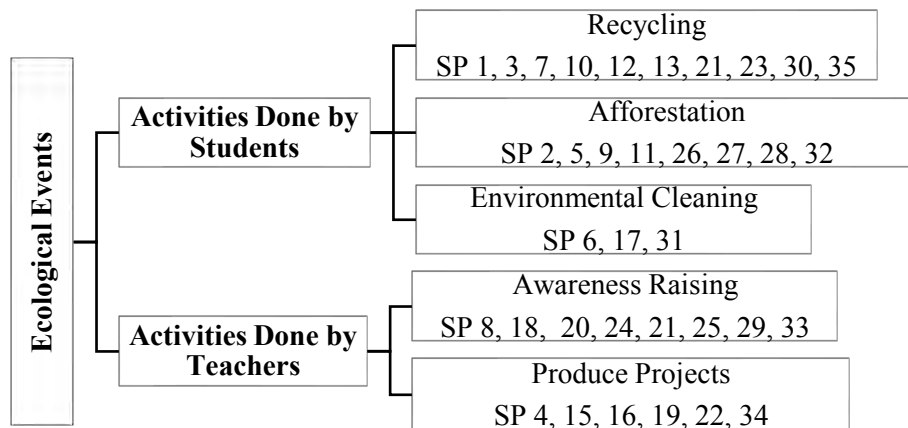 Ecological Events
Activities Done by
Students
Recycling
SP 1, 3, 7, 10, 12, 13, 21, 23, 30, 35
Afforestation
SP 2, 5, 9, 11, 26, 27, 28, 32
Environmental Cleaning
SP 6, 17, 31
Activities Done by
Teachers
Awareness Raising
SP 8, 18, 20, 24, 21, 25, 29, 33
Produce Projects
SP 4, 15, 16, 19, 22, 34